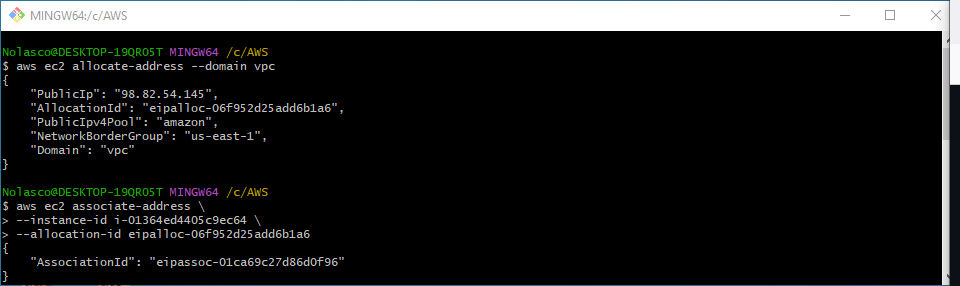 MINGW64:/c/AWS
Nolasco@DESKTOP-19QRO5T MINGW64 /c/AWS
$ aws ec2 allocate-address --domain vpc
{
    "PublicIp": "98.82.54.145",
    "AllocationId": "eipalloc-06f952d25add6b1a6",
    "PublicIpv4Pool": "amazon",
    "NetworkBorderGroup": "us-east-1",
    "Domain": "vpc"
}
Nolasco@DESKTOP-19QRO5T MINGW64 /c/AWS
$ aws ec2 associate-address \
> --instance-id i-01364ed4405c9ec64 \
> --allocation-id eipalloc-06f952d25add6b1a6
{
    "AssociationId": "eipassoc-01ca69c27d86d0f96"
}